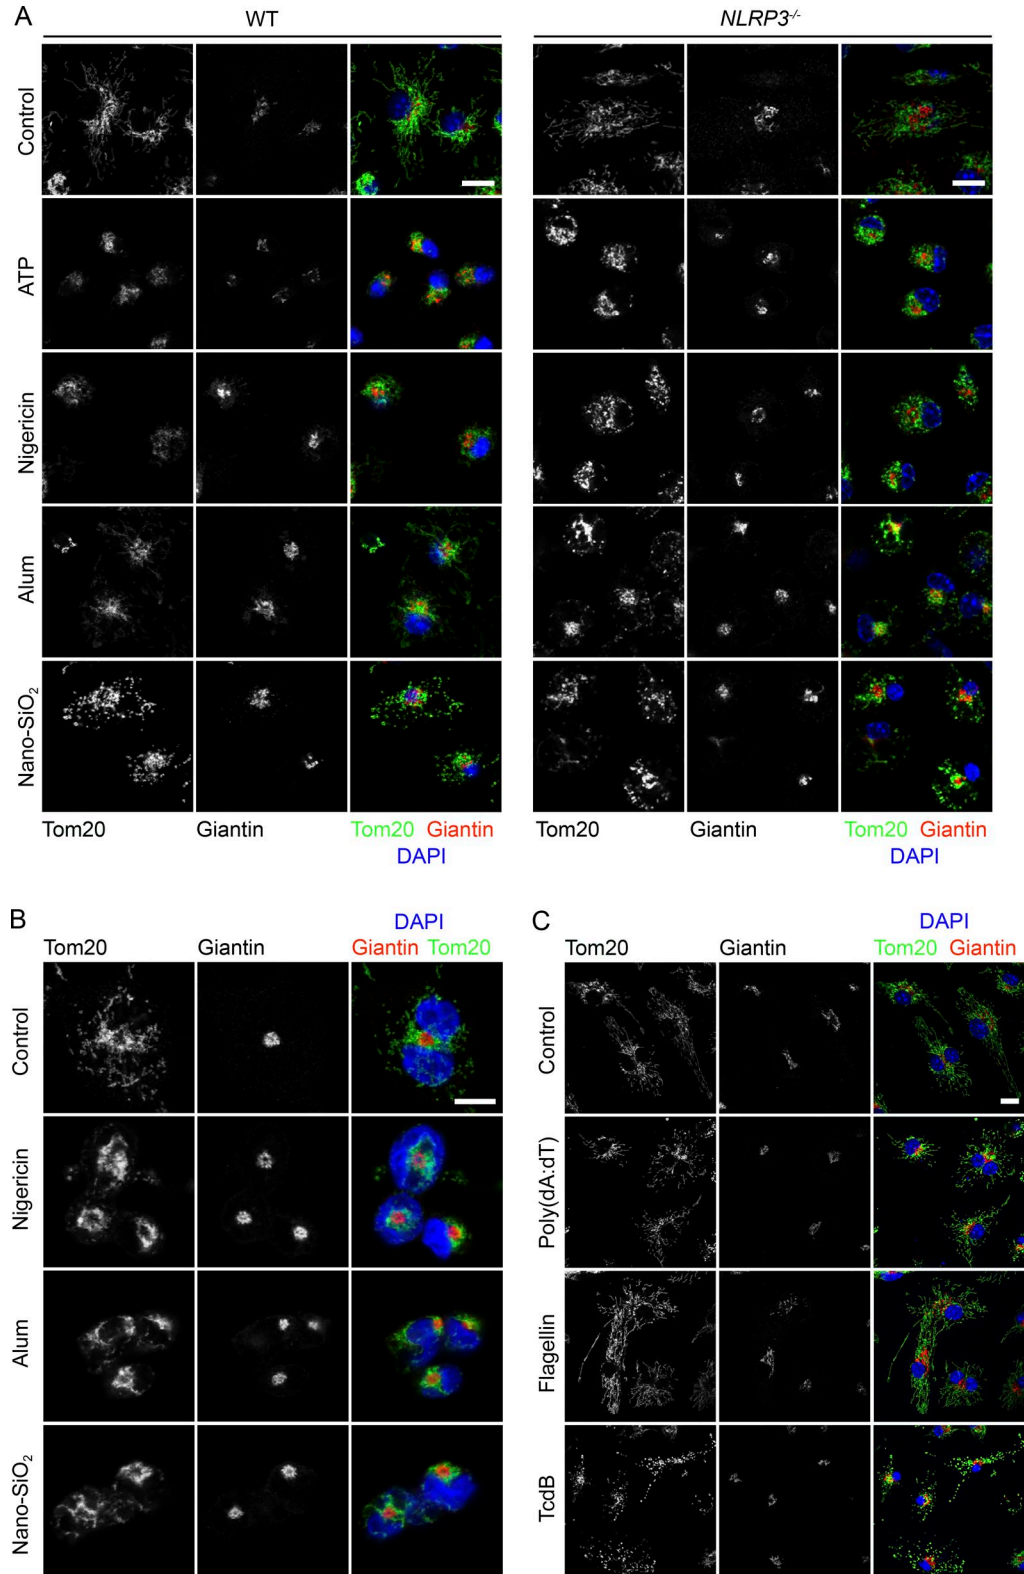 A
WT
NLRP3-/-
Control
ATP
Nigericin
Alum
Nano-SiO2
Tom20 Giantin Tom20 Giantin
DAPI
Tom20 Giantin Tom20 Giantin
DAPI
B
DAPI
Tom20 Giantin Giantin Tom20
Control
Nigericin
Alum
Nano-SiO2
C
DAPI
Tom20 Giantin Tom20 Giantin
Control
Poly(dA:dT)
Flagellin
TcdB